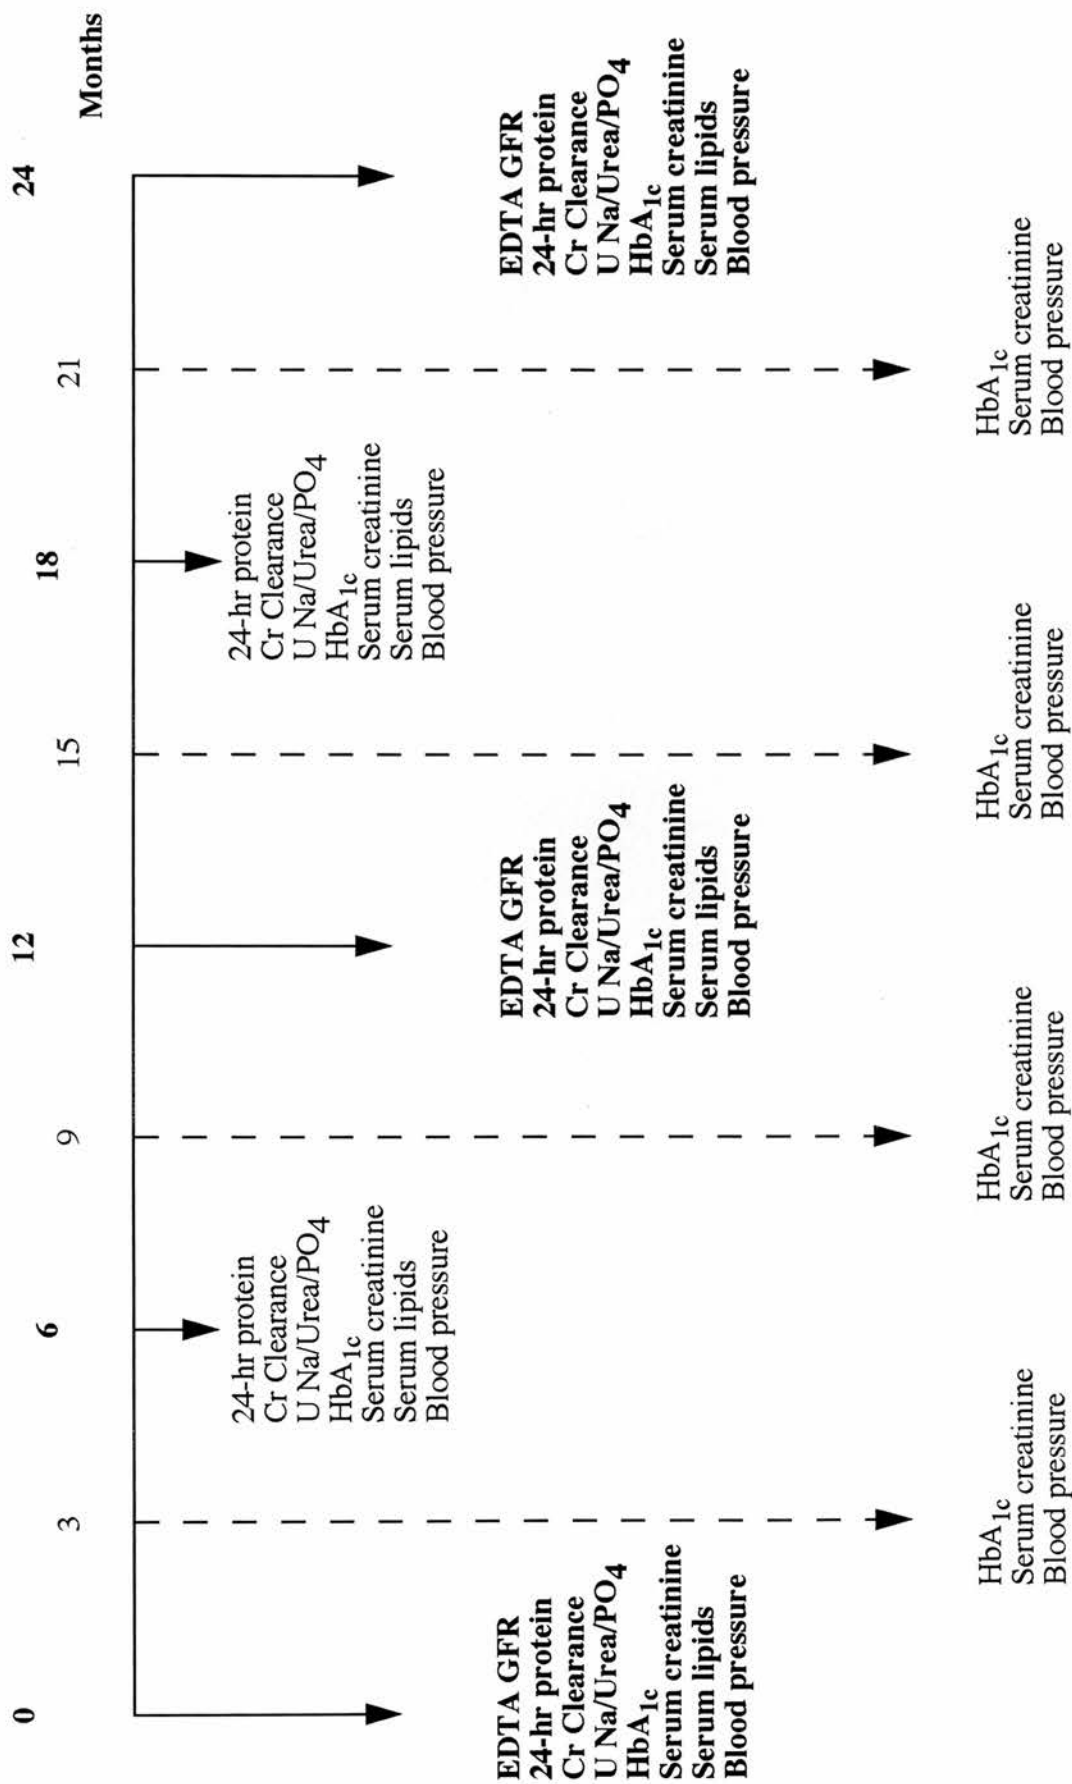 0 3 6 9 12 15 18 21 24
Months
24-hr protein
Cr Clearance
U Na/Urea/PO4
HbA1c
Serum creatinine
Serum lipids
Blood pressure
24-hr protein
Cr Clearance
U Na/Urea/PO4
HbA1c
Serum creatinine
Serum lipids
Blood pressure
EDTA GFR
24-hr protein
Cr Clearance
U Na/Urea/PO4
HbA1c
Serum creatinine
Serum lipids
Blood pressure
EDTA GFR
24-hr protein
Cr Clearance
U Na/Urea/PO4
HbA1c
Serum creatinine
Serum lipids
Blood pressure
EDTA GFR
24-hr protein
Cr Clearance
U Na/Urea/PO4
HbA1c
Serum creatinine
Serum lipids
Blood pressure
HbA1c
Serum creatinine
Blood pressure
HbA1c
Serum creatinine
Blood pressure
HbA1c
Serum creatinine
Blood pressure
HbA1c
Serum creatinine
Blood pressure